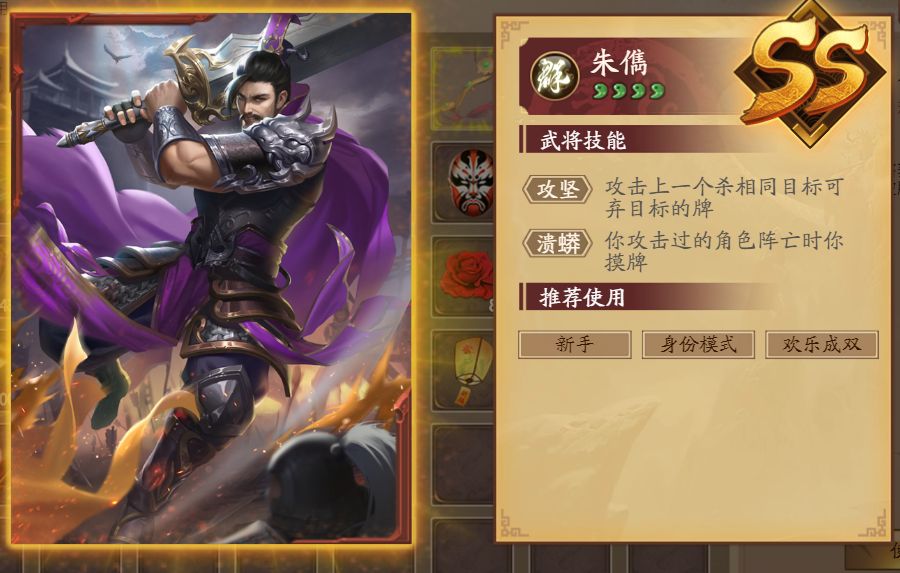 SS
群
朱儁
武将技能
攻坚
攻击上一个杀相同目标可
弃目标的牌
溃蟒
你攻击过的角色阵亡时你
摸牌
推荐使用
新手
身份模式
欢乐成双